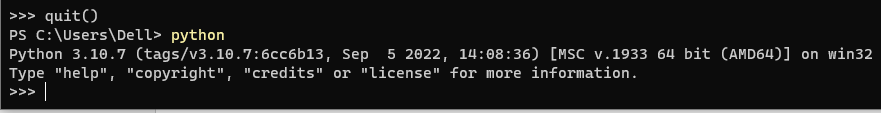 >>> quit()
PS C:\Users\Dell> python
Python 3.10.7 (tags/v3.10.7:6cc6b13, Sep  5 2022, 14:08:36) [MSC v.1933 64 bit (AMD64)] on win32
Type "help", "copyright", "credits" or "license" for more information.
>>>